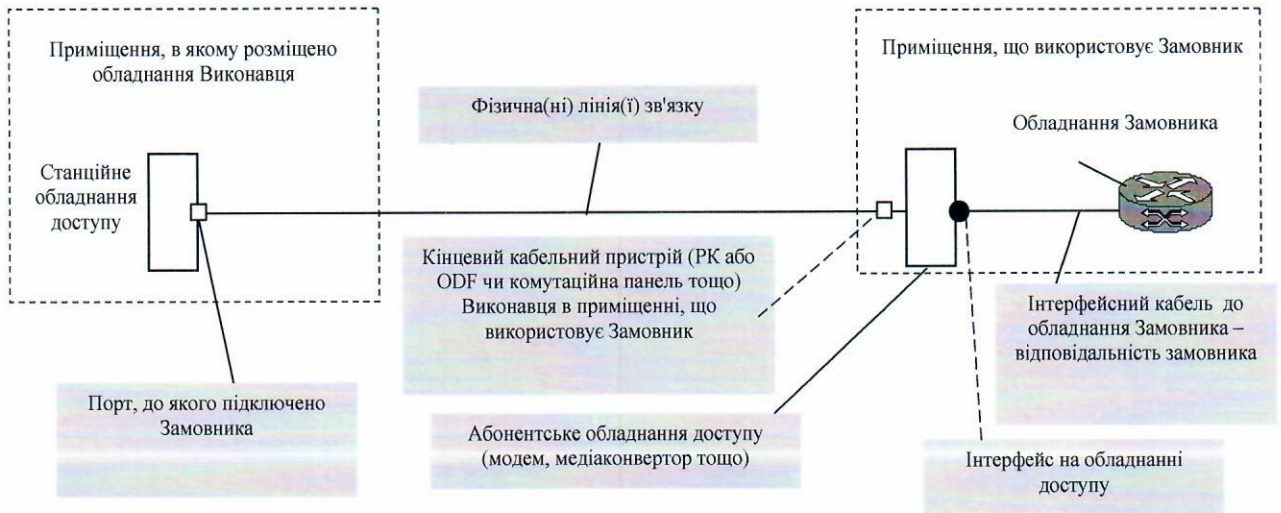 Приміщення, в якому розміщено
обладнання Виконавця
Приміщення, що використовує Замовник
Фізична(ні) лінія(ї) зв'язку
Обладнання Замовника
Станційне
обладнання
доступу
Кінцевий кабельний пристрій (РК або
ODF чи комутаційна панель тощо)
Виконавця в приміщенні, що
використовує Замовник
Інтерфейсний кабель до
обладнання Замовника –
відповідальність замовника
Порт, до якого підключено
Замовника
Абонентське обладнання доступу
(модем, медіаконвертор тощо)
Інтерфейс на обладнанні
доступу